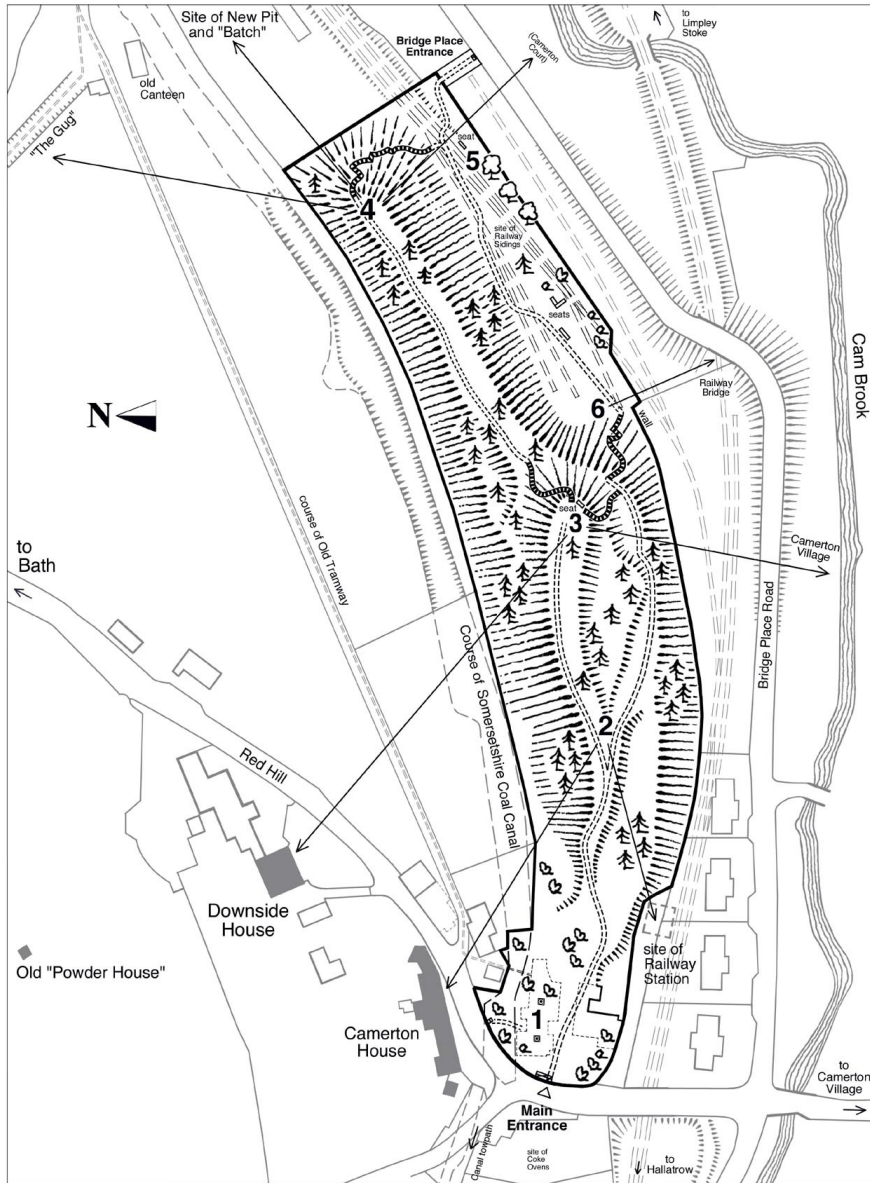 Site of New Pit
and "Batch"
Bridge Place
Entrance
(Camerton
Court)
to
Limpley
Stoke
old
Canteen
"The Gug"
seat
5
4
site of
Railway
Sidings
seats
6
wall
Railway
Bridge
Cam Brook
N
seat
3
course of Old Tramway
Camerton
Village
to
Bath
Bridge Place Road
Course of Somersetshire Coal Canal
2
Red Hill
Downside
House
site of
Railway
Station
Old "Powder House"
Camerton
House
1
to
Camerton
Village
Main
Entrance
Canal towpath
site of
Coke
Ovens
to
Hallatrow